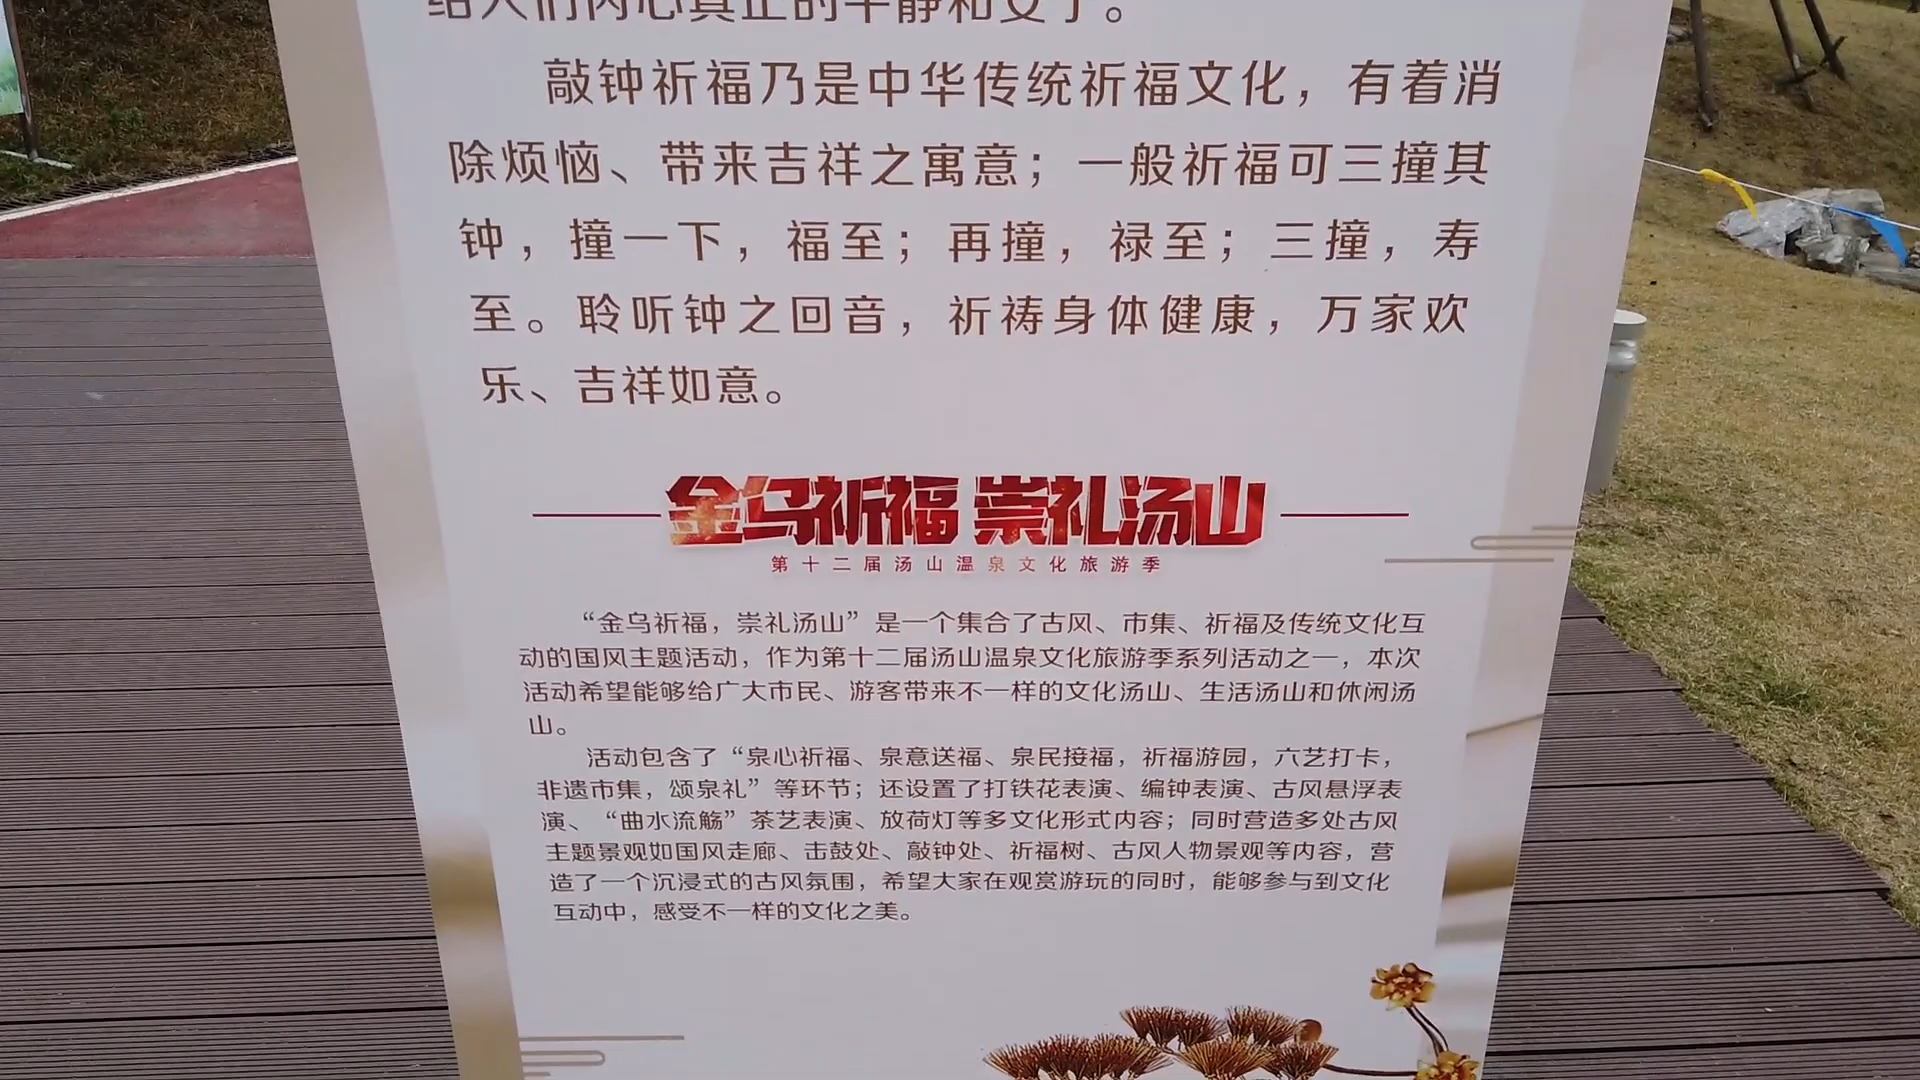 给人们内心真正的平静和安宁。
敲钟祈福乃是中华传统祈福文化，有着消
除烦恼、带来吉祥之寓意；一般祈福可三撞其
钟，撞一下，福至；再撞，禄至；三撞，寿
至。聆听钟之回音，祈祷身体健康，万家欢
乐、吉祥如意。
金乌祈福 崇礼汤山
第十二届汤山温泉文化旅游季
“金乌祈福，崇礼汤山”是一个集合了古风、市集、祈福及传统文化互
动的国风主题活动，作为第十二届汤山温泉文化旅游季系列活动之一，本次
活动希望能够给广大市民、游客带来不一样的文化汤山、生活汤山和休闲汤
山。
活动包含了“泉心祈福、泉意送福、泉民接福，祈福游园，六艺打卡，
非遗市集，颂泉礼”等环节；还设置了打铁花表演、编钟表演、古风悬浮表
演、“曲水流觞”茶艺表演、放荷灯等多文化形式内容；同时营造多处古风
主题景观如国风走廊、击鼓处、敲钟处、祈福树、古风人物景观等内容，营
造了一个沉浸式的古风氛围，希望大家在观赏游玩的同时，能够参与到文化
互动中，感受不一样的文化之美。